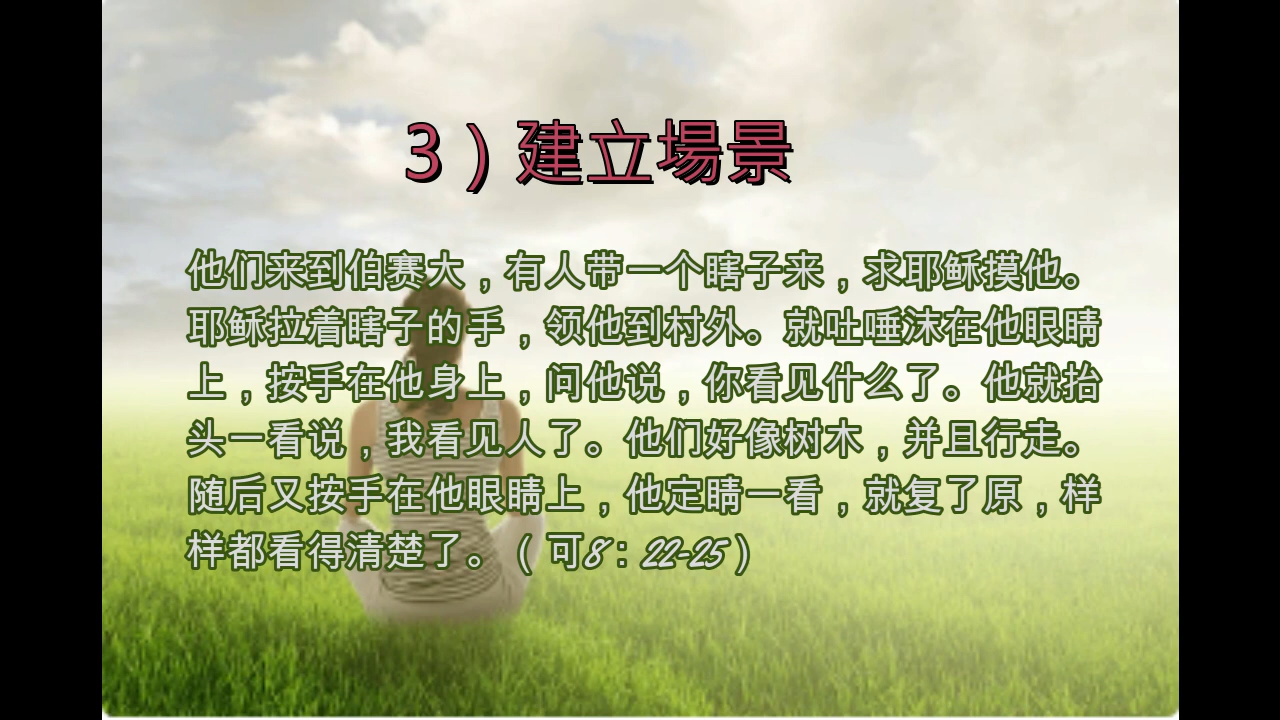 3）建立場景
他们来到伯赛大，有人带一个瞎子来，求耶稣摸他。
耶稣拉着瞎子的手，领他到村外。就吐唾沫在他眼睛
上，按手在他身上，问他说，你看见什么了。他就抬
头一看说，我看见人了。他们好像树木，并且行走。
随后又按手在他眼睛上，他定睛一看，就复了原，样
样都看得清楚了。（可8：22-25）